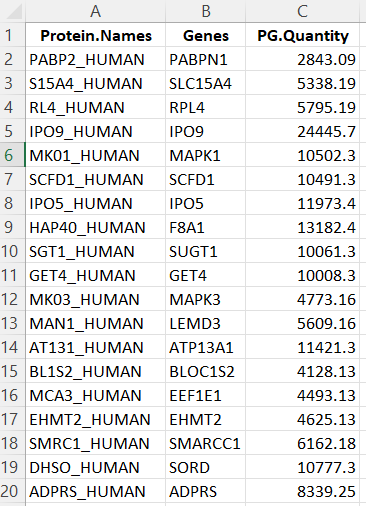 A B C
1 Protein.Names Genes PG.Quantity
2 PABP2_HUMAN PABPN1 2843.09
3 S15A4_HUMAN SLC15A4 5338.19
4 RL4_HUMAN RPL4 5795.19
5 IPO9_HUMAN IPO9 24445.7
6 MK01_HUMAN MAPK1 10502.3
7 SCFD1_HUMAN SCFD1 10491.3
8 IPO5_HUMAN IPO5 11973.4
9 HAP40_HUMAN F8A1 13182.4
10 SGT1_HUMAN SUGT1 10061.3
11 GET4_HUMAN GET4 10008.3
12 MK03_HUMAN MAPK3 4773.16
13 MAN1_HUMAN LEMD3 5609.16
14 AT131_HUMAN ATP13A1 11421.3
15 BL1S2_HUMAN BLOC1S2 4128.13
16 MCA3_HUMAN EEF1E1 4493.13
17 EHMT2_HUMAN EHMT2 4625.13
18 SMRC1_HUMAN SMARCC1 6162.18
19 DHSO_HUMAN SORD 10777.3
20 ADPRS_HUMAN ADPRS 8339.25